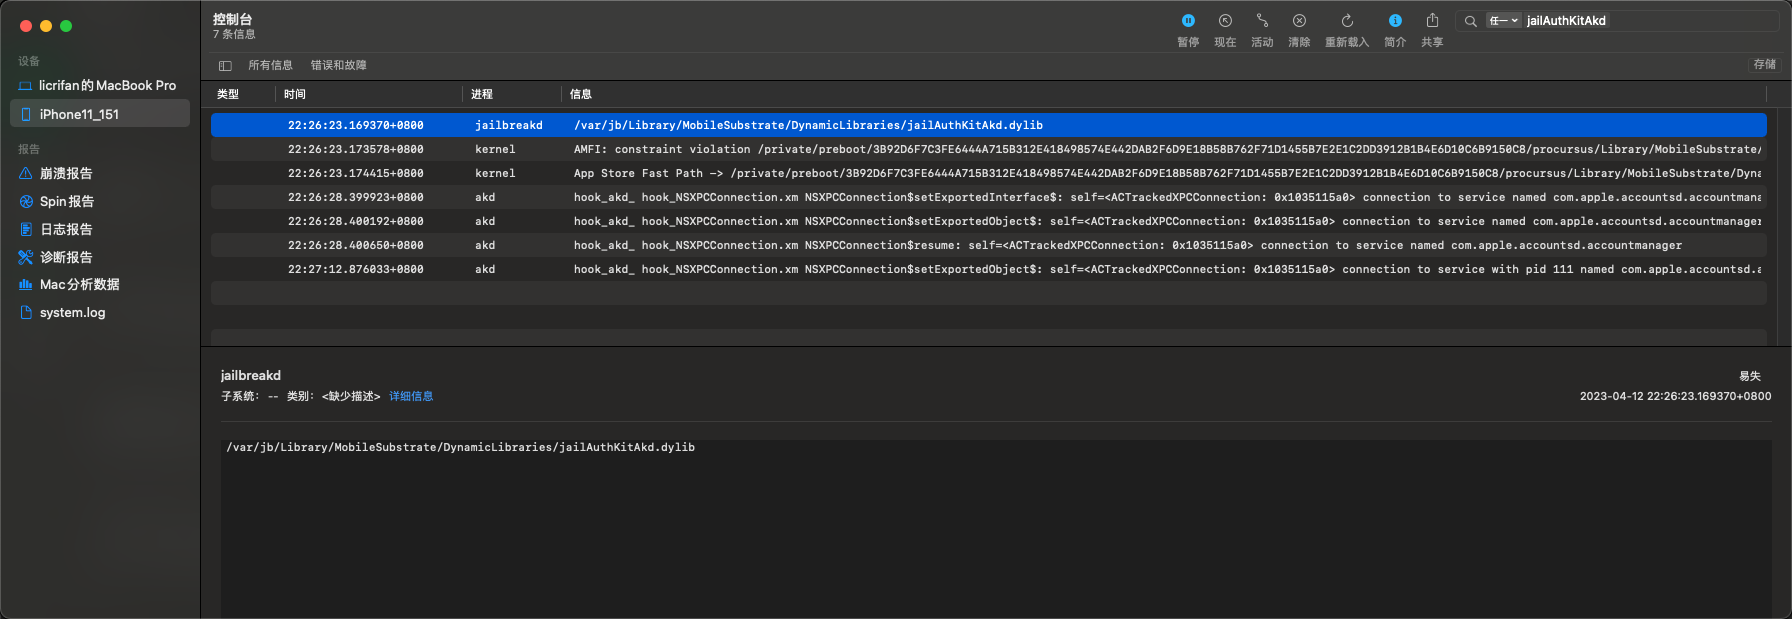 控制台
7 条信息
暂停
现在
活动
清除
重新载入
简介
共享
任一
jailAuthKitAkd
所有信息
错误和故障
存储
设备
licrifan的MacBook Pro
iPhone11_151
报告
崩溃报告
Spin报告
日志报告
诊断报告
Mac分析数据
system.log
类型 时间 进程 信息
22:26:23.169370+0800 jailbreakd /var/jb/Library/MobileSubstrate/DynamicLibraries/jailAuthKitAkd.dylib
22:26:23.173578+0800 kernel AMFI: constraint violation /private/preboot/3B92D6F7C3FE6444A715B312E418498574E442DAB2F6D9E18B58B762F71D1455B7E2E1C2DD3912B1B4E6D10C6B9150C8/procursus/Library/MobileSubstrate/
22:26:23.174415+0800 kernel App Store Fast Path –> /private/preboot/3B92D6F7C3FE6444A715B312E418498574E442DAB2F6D9E18B58B762F71D1455B7E2E1C2DD3912B1B4E6D10C6B9150C8/procursus/Library/MobileSubstrate/Dyna
22:26:28.399923+0800 akd hook_akd_ hook_NSXPCConnection.xm NSXPCConnection$setExportedInterface$: self=<ACTrackedXPCConnection: 0x1035115a0> connection to service named com.apple.accountsd.accountmana
22:26:28.400192+0800 akd hook_akd_ hook_NSXPCConnection.xm NSXPCConnection$setExportedObject$: self=<ACTrackedXPCConnection: 0x1035115a0> connection to service named com.apple.accountsd.accountmanager
22:26:28.400650+0800 akd hook_akd_ hook_NSXPCConnection.xm NSXPCConnection$resume: self=<ACTrackedXPCConnection: 0x1035115a0> connection to service named com.apple.accountsd.accountmanager
22:27:12.876033+0800 akd hook_akd_ hook_NSXPCConnection.xm NSXPCConnection$setExportedObject$: self=<ACTrackedXPCConnection: 0x1035115a0> connection to service with pid 111 named com.apple.accountsd.a
jailbreakd
易失
子系统: -- 类别: <缺少描述> 详细信息
2023-04-12 22:26:23.169370+0800
/var/jb/Library/MobileSubstrate/DynamicLibraries/jailAuthKitAkd.dylib